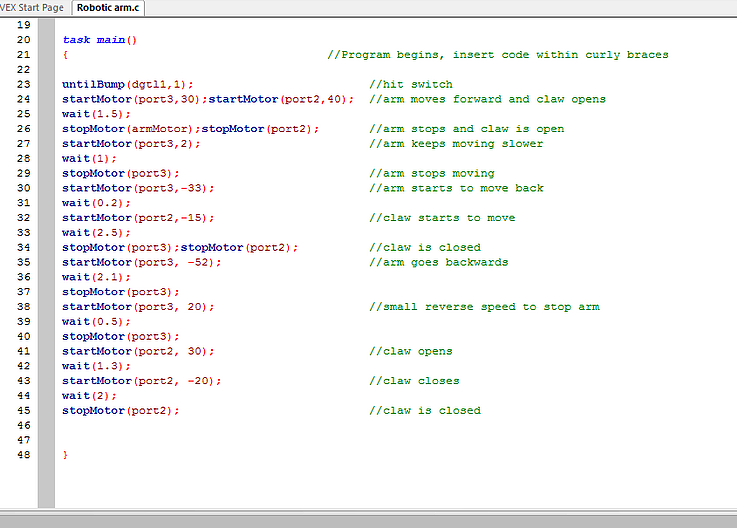 VEX Start Page Robotic arm.c
19
20 task main()
21 { //Program begins, insert code within curly braces
22
23 untilBump(dgtl1,1); //hit switch
24 startMotor(port3,30);startMotor(port2,40); //arm moves forward and claw opens
25 wait(1.5);
26 stopMotor(armMotor);stopMotor(port2); //arm stops and claw is open
27 startMotor(port3,2); //arm keeps moving slower
28 wait(1);
29 stopMotor(port3); //arm stops moving
30 startMotor(port3,-33); //arm starts to move back
31 wait(0.2);
32 startMotor(port2,-15); //claw starts to move
33 wait(2.5);
34 stopMotor(port3);stopMotor(port2); //claw is closed
35 startMotor(port3, -52); //arm goes backwards
36 wait(2.1);
37 stopMotor(port3);
38 startMotor(port3, 20); //small reverse speed to stop arm
39 wait(0.5);
40 stopMotor(port3);
41 startMotor(port2, 30); //claw opens
42 wait(1.3);
43 startMotor(port2, -20); //claw closes
44 wait(2);
45 stopMotor(port2); //claw is closed
46
47
48 }